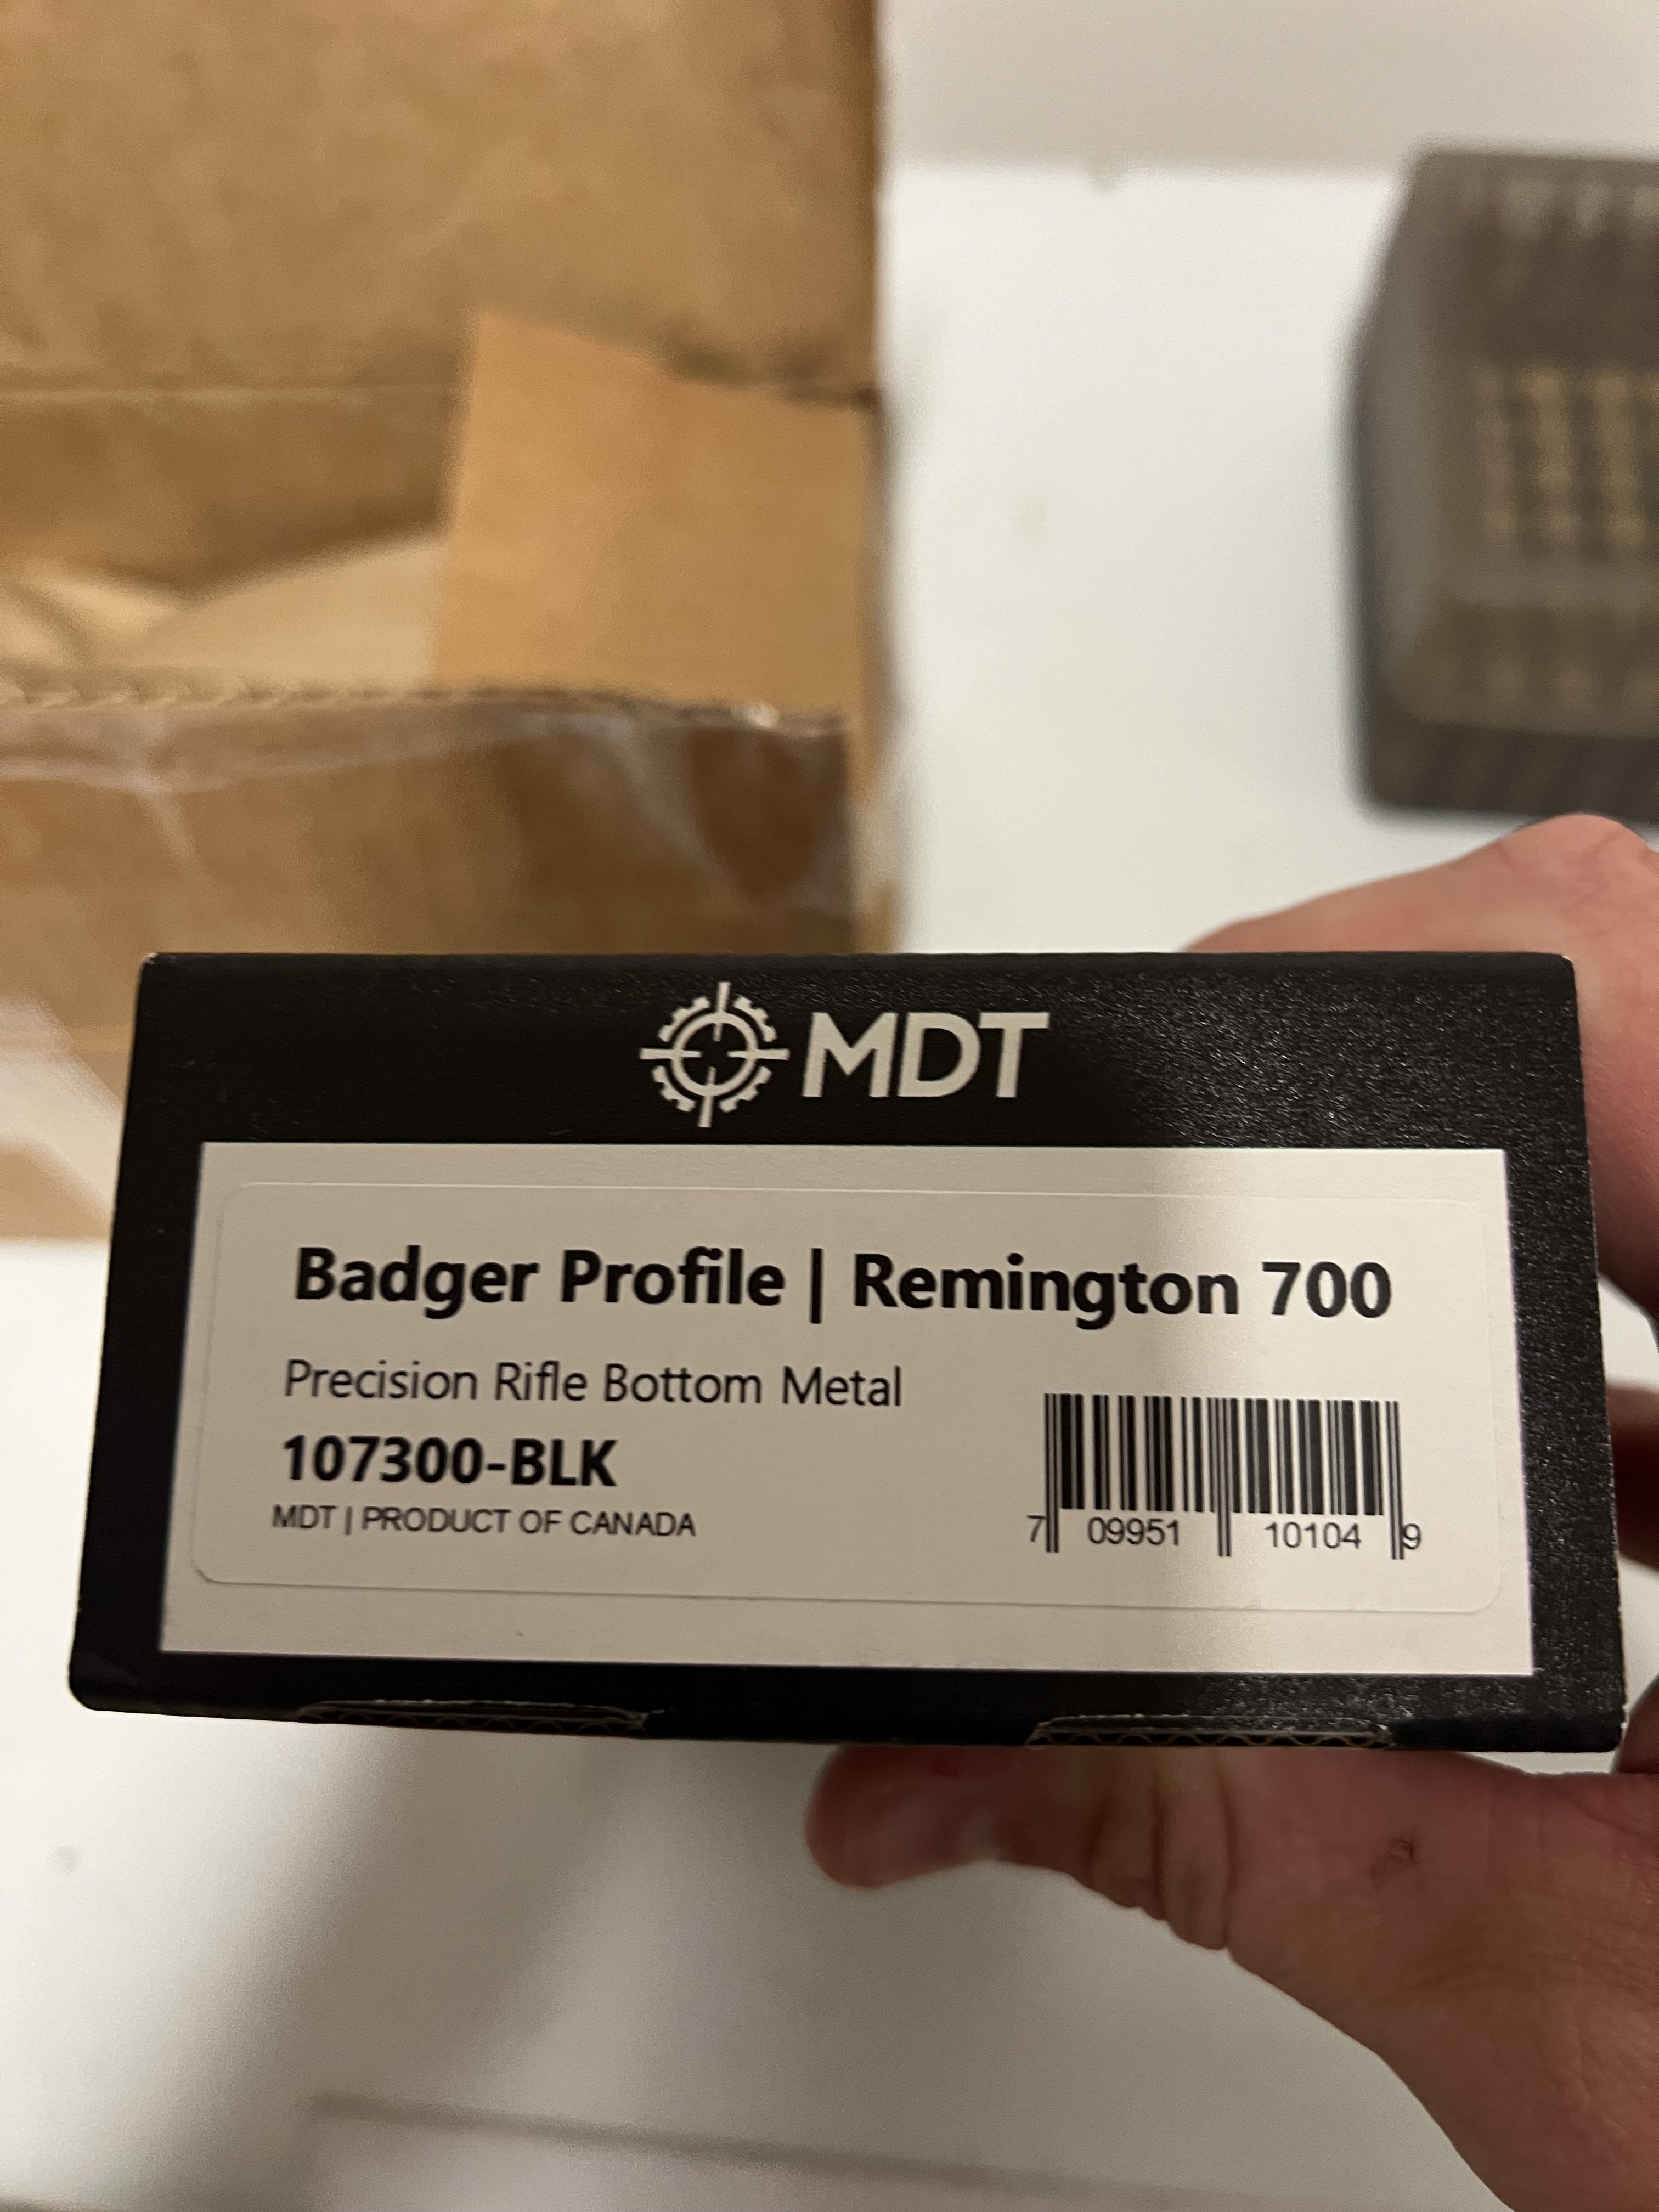 MDT
Badger Profile | Remington 700
Precision Rifle Bottom Metal
107300-BLK
MDT | PRODUCT OF CANADA
7 09951 10104 9